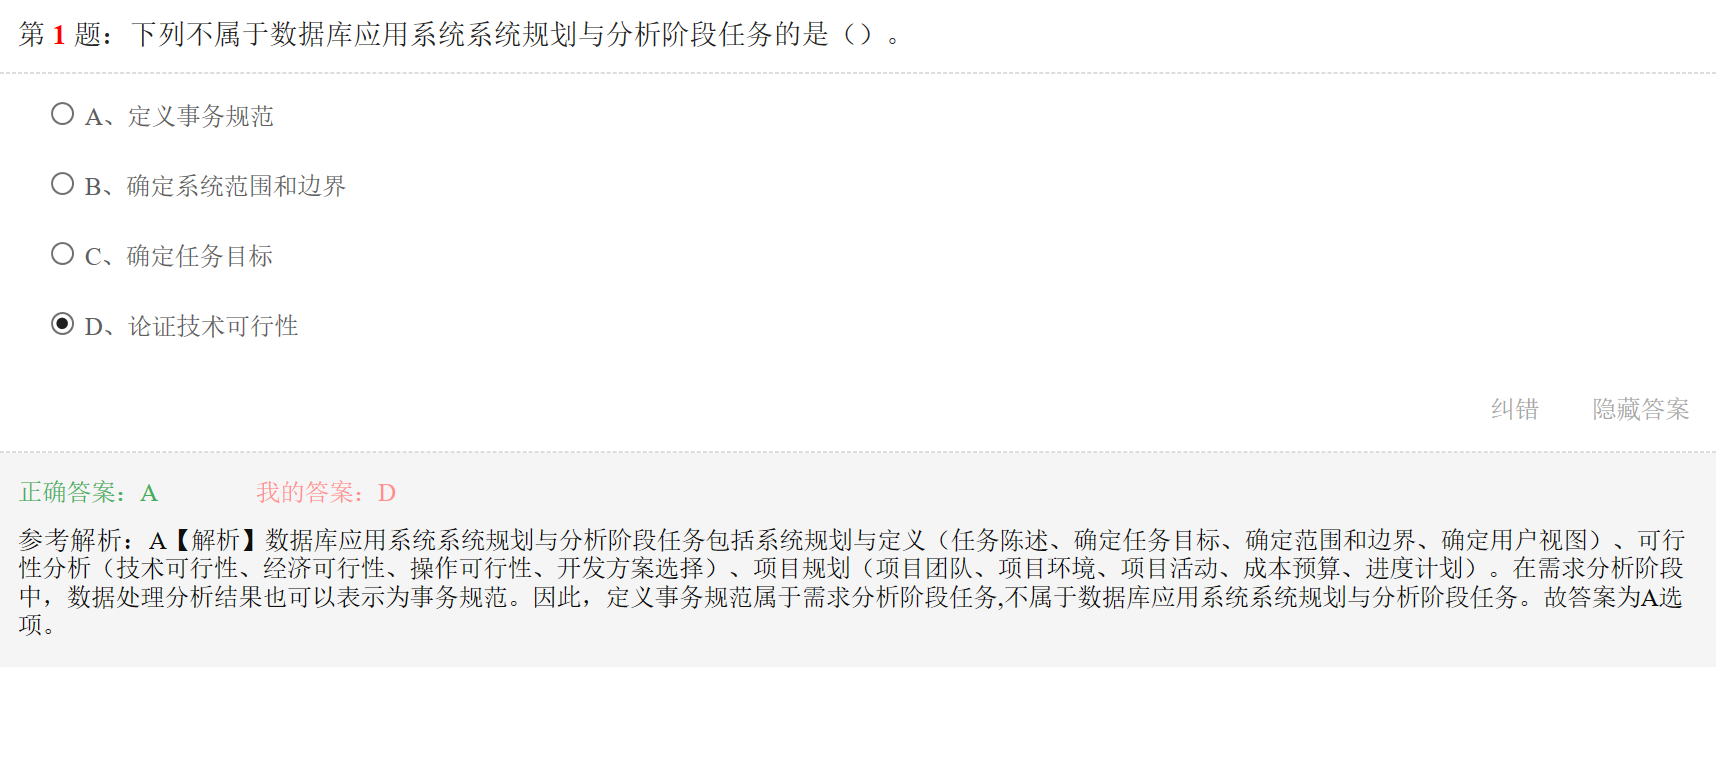 第 1 题：下列不属于数据库应用系统系统规划与分析阶段任务的是（）。
A、定义事务规范
B、确定系统范围和边界
C、确定任务目标
D、论证技术可行性
纠错 隐藏答案
正确答案：A 我的答案：D
参考解析：A【解析】数据库应用系统系统规划与分析阶段任务包括系统规划与定义（任务陈述、确定任务目标、确定范围和边界、确定用户视图）、可行
性分析（技术可行性、经济可行性、操作可行性、开发方案选择）、项目规划（项目团队、项目环境、项目活动、成本预算、进度计划）。在需求分析阶段
中，数据处理分析结果也可以表示为事务规范。因此，定义事务规范属于需求分析阶段任务,不属于数据库应用系统系统规划与分析阶段任务。故答案为A选
项。